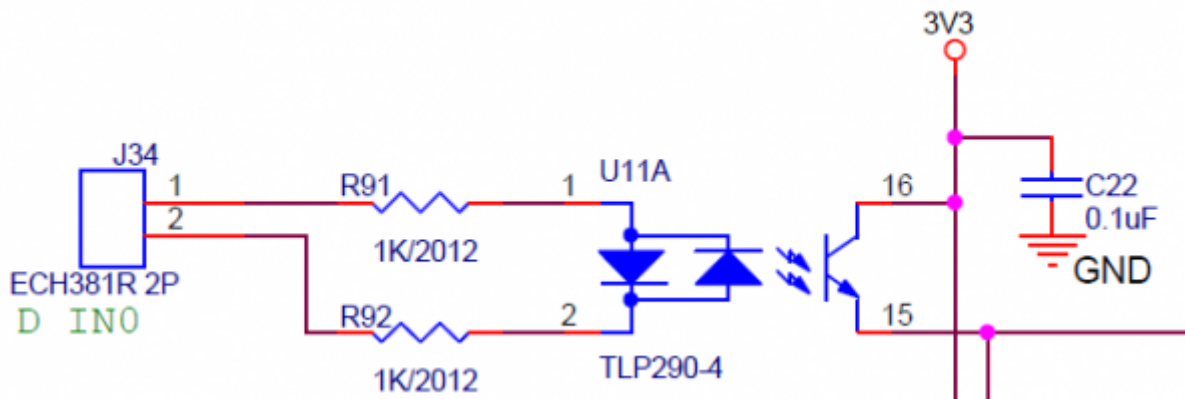 3V3
J34
1
2
ECH381R 2P
D IN0
R91
1K/2012
R92
1K/2012
1
2
U11A
TLP290-4
16
15
C22
0.1uF
GND